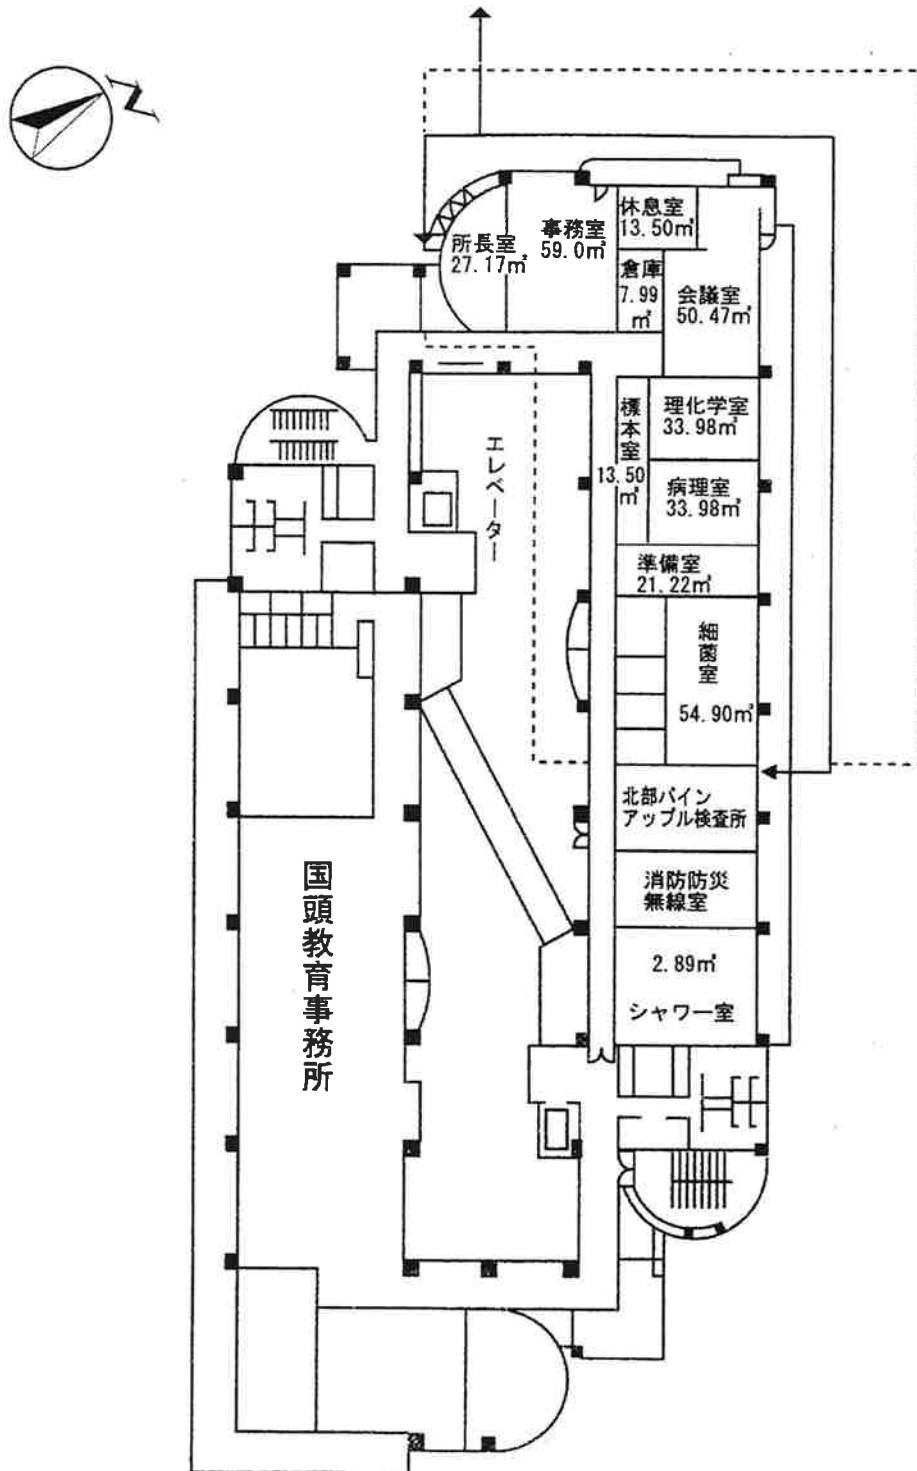 N
所長室
27.17㎡
事務室
59.0㎡
休息室
13.50㎡
倉庫
7.99
㎡
会議室
50.47㎡
標本室
13.50
㎡
理化学室
33.98㎡
病理室
33.98㎡
エレベーター
準備室
21.22㎡
細菌室
54.90㎡
北部パイン
アップル検査所
消防防災
無線室
2.89㎡
シャワー室
国頭教育事務所